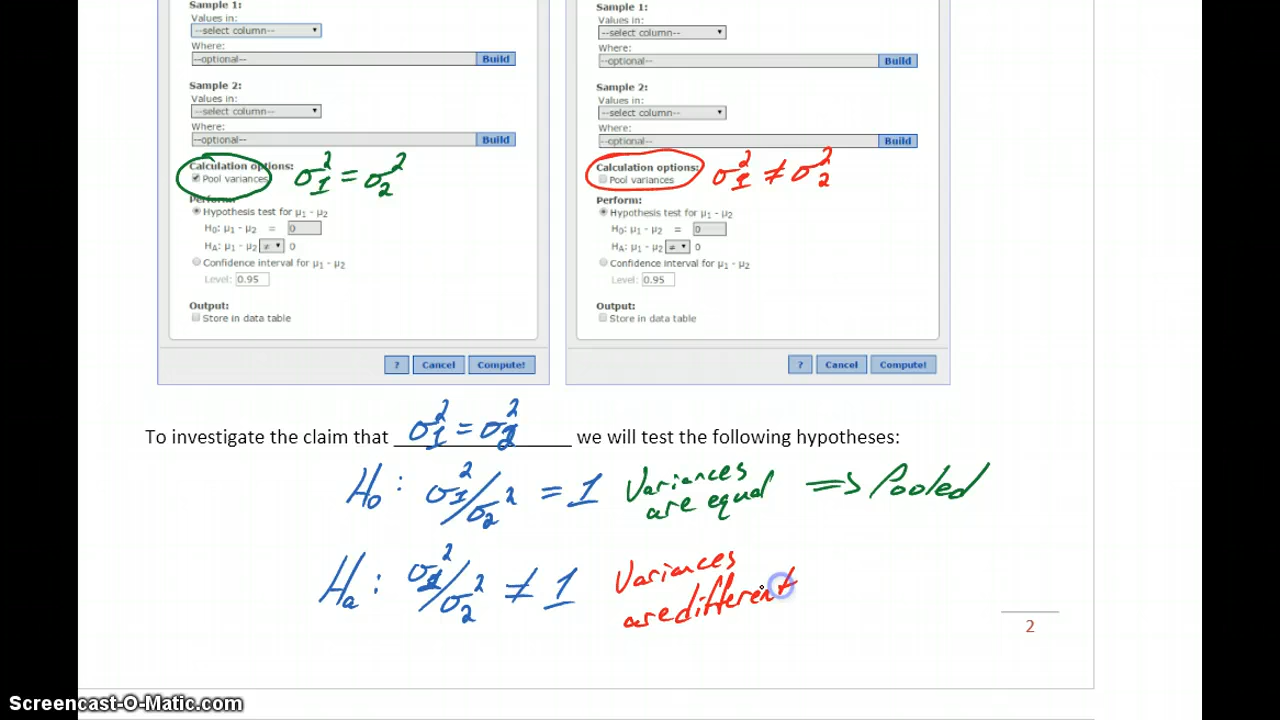 Sample 1:
Values in:
--select column--
Where:
--optional--
Build
Sample 2:
Values in:
--select column--
Where:
--optional--
Build
Calculation options:
Pool variances
σ₁² = σ₂²
Perform:
Hypothesis test for μ₁ - μ₂
H₀: μ₁ - μ₂ = 0
Hₐ: μ₁ - μ₂ ≠ 0
Confidence interval for μ₁ - μ₂
Level: 0.95
Output:
Store in data table
? Cancel Compute!
Sample 1:
Values in:
--select column--
Where:
--optional--
Build
Sample 2:
Values in:
--select column--
Where:
--optional--
Build
Calculation options:
Pool variances
σ₁² ≠ σ₂²
Perform:
Hypothesis test for μ₁ - μ₂
H₀: μ₁ - μ₂ = 0
Hₐ: μ₁ - μ₂ ≠ 0
Confidence interval for μ₁ - μ₂
Level: 0.95
Output:
Store in data table
? Cancel Compute!
To investigate the claim that σ₁² = σ₂² we will test the following hypotheses:
H₀: σ₁²/σ₂² = 1 Variances are equal => Pooled
Hₐ: σ₁²/σ₂² ≠ 1 Variances are different
2
Screencast-O-Matic.com